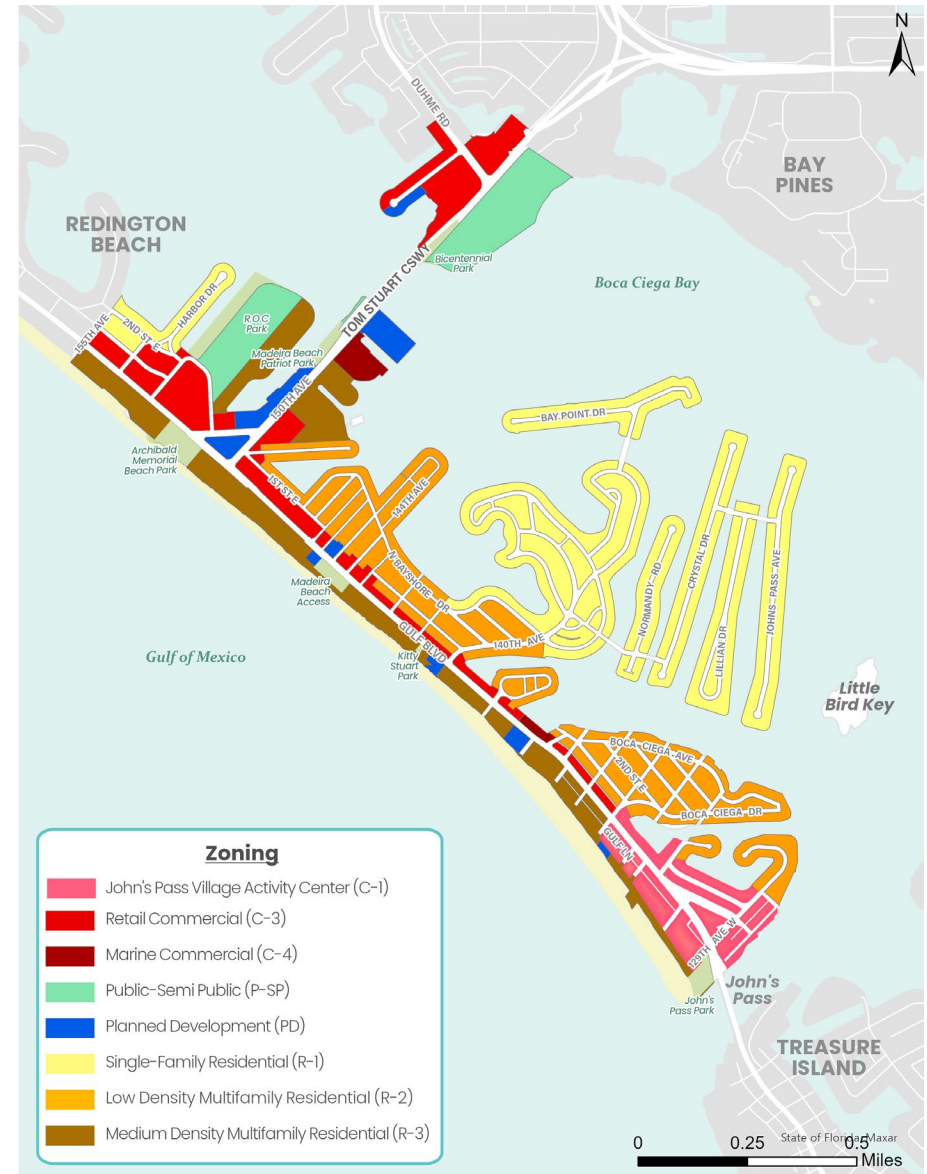 N
DUHME RD
BAY
PINES
REDINGTON
BEACH
TOM STUART CSWY
Bicentennial
Park
Boca Ciega Bay
HARBOR DR
155TH AVE
2ND ST E
R.O.C
Park
Madeira Beach
Patriot Park
150TH AVE
BAY POINT DR
Archibald
Memorial
Beach Park
1ST ST E
144TH AVE
N BAYSHORE DR
NORMANDY RD
CRYSTAL DR
LILLIAN DR
JOHNS PASS AVE
Madeira
Beach
Access
GULF BLVD
140TH AVE
Gulf of Mexico
Kitty
Stuart
Park
Little
Bird Key
BOCA CIEGA AVE
2ND ST E
BOCA CIEGA DR
GULF LN
129TH AVE W
John's
Pass
John's
Pass Park
TREASURE
ISLAND
Zoning
John's Pass Village Activity Center (C-1)
Retail Commercial (C-3)
Marine Commercial (C-4)
Public-Semi Public (P-SP)
Planned Development (PD)
Single-Family Residential (R-1)
Low Density Multifamily Residential (R-2)
Medium Density Multifamily Residential (R-3)
State of Florida, Maxar
0 0.25 0.5
Miles